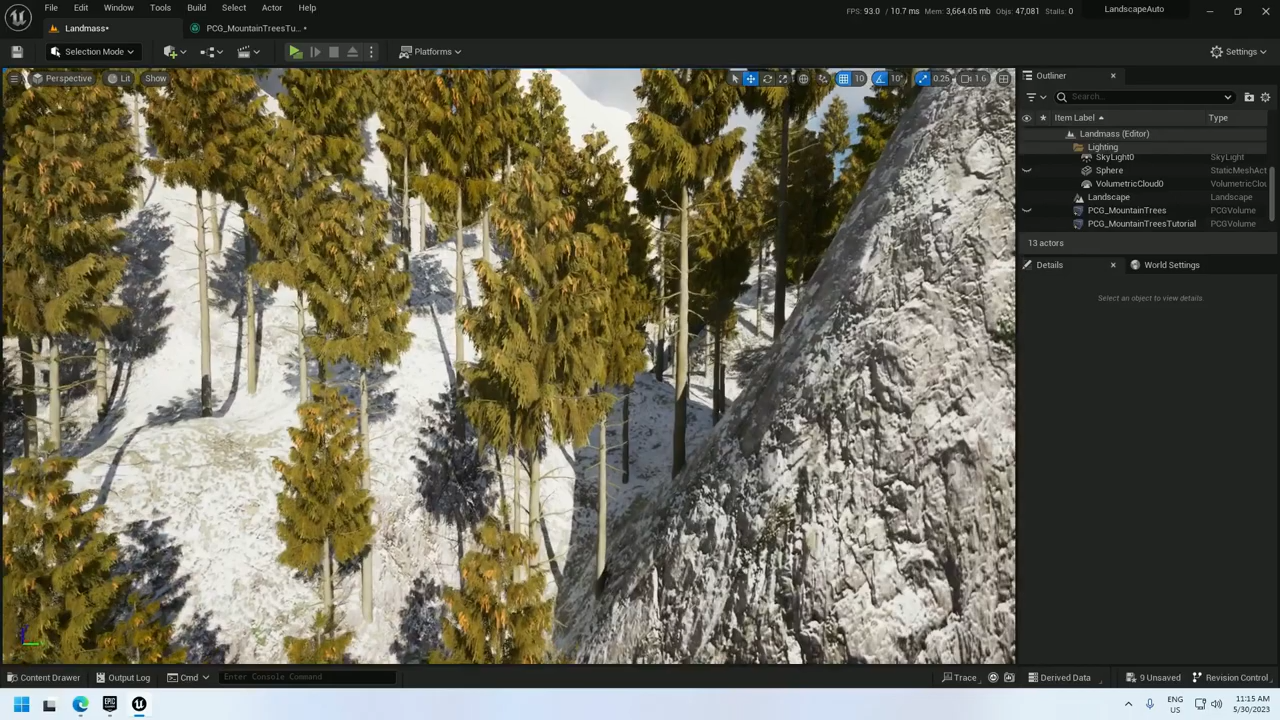 File Edit Window Tools Build Select Actor Help
FPS: 93.0 / 10.7 ms Mem: 3,664.05 mb Objs: 47,081 Stalls: 0
LandscapeAuto
Landmass•
PCG_MountainTreesTu... •
Selection Mode
Platforms
Settings
Perspective Lit Show
10 10° 0.25 1 6
Outliner
Search...
Item Label Type
Landmass (Editor)
Lighting
SkyLight0 SkyLight
Sphere StaticMeshAct
VolumetricCloud0 VolumetricClou
Landscape Landscape
PCG_MountainTrees PCGVolume
PCG_MountainTreesTutorial PCGVolume
13 actors
Details World Settings
Select an object to view details.
Content Drawer Output Log Cmd Enter Console Command
Trace Derived Data 9 Unsaved Revision Control
ENG
US
11:15 AM
5/30/2023